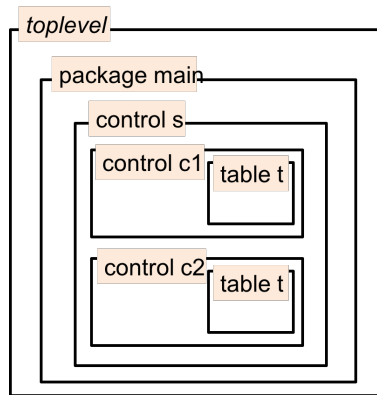 toplevel
package main
control s
control c1
table t
control c2
table t